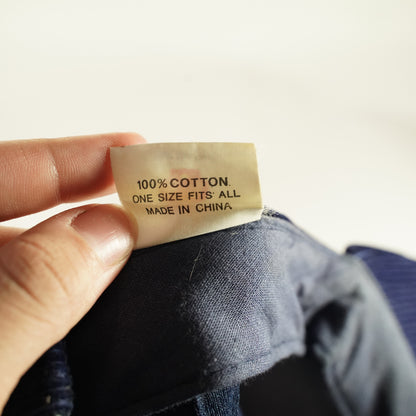 100% COTTON.
ONE SIZE FITS ALL
MADE IN CHINA